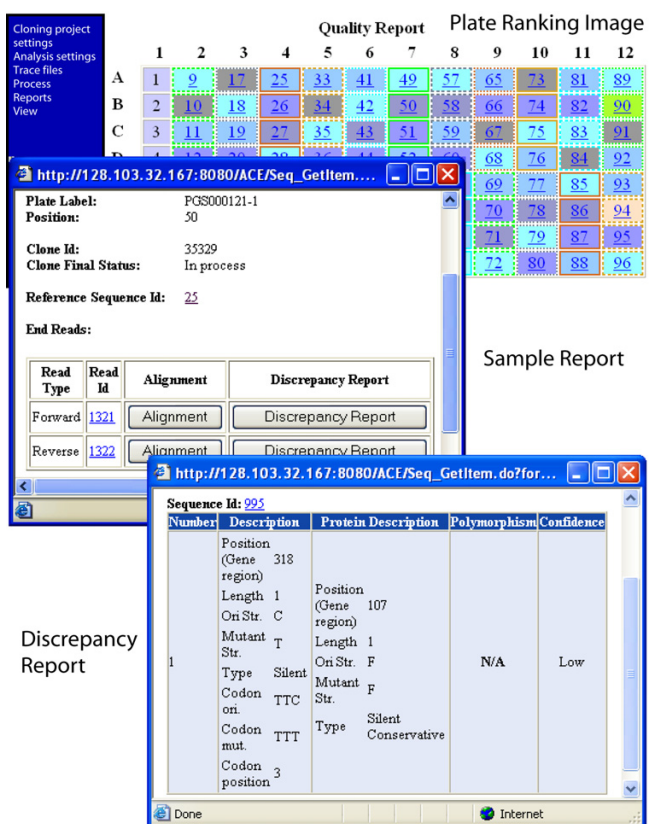 Cloning project
settings
Analysis settings
Trace files
Process
Reports
View
Quality Report
Plate Ranking Image
1 2 3 4 5 6 7 8 9 10 11 12
A 1 9 17 25 33 41 49 57 65 73 81 89
B 2 10 18 26 34 42 50 58 66 74 82 90
C 3 11 19 27 35 43 51 59 67 75 83 91
68 76 84 92
69 77 85 93
70 78 86 94
71 79 87 95
72 80 88 96
http://128.103.32.167:8080/ACE/Seq_GetItem....
Plate Label: PGS000121-1
Position: 50
Clone Id: 35329
Clone Final Status: In process
Reference Sequence Id: 25
End Reads:
Read Type Read Id Alignment Discrepancy Report
Forward 1321 Alignment Discrepancy Report
Reverse 1322 Alignment Discrepancy Report
Sample Report
http://128.103.32.167:8080/ACE/Seq_GetItem.do?for...
Sequence Id: 995
Number Description Protein Description Polymorphism Confidence
1
Position
(Gene 318
region)
Length 1
Ori Str. C
Mutant T
Str.
Type Silent
Codon TTC
ori.
Codon TTT
mut.
Codon 3
position
Position
(Gene 107
region)
Length 1
Ori Str. F
Mutant F
Str.
Type Silent
Conservative
N/A
Low
Discrepancy
Report
Done
Internet